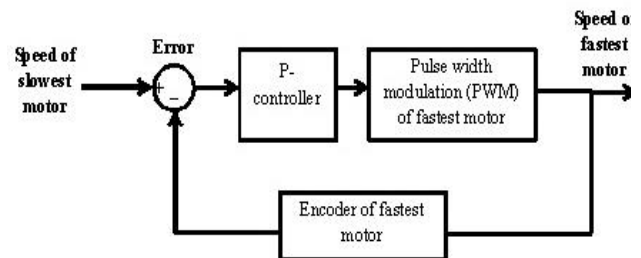 Speed of
slowest
motor
Error
+
−
P-
controller
Pulse width
modulation (PWM)
of fastest motor
Speed of
fastest
motor
Encoder of fastest
motor